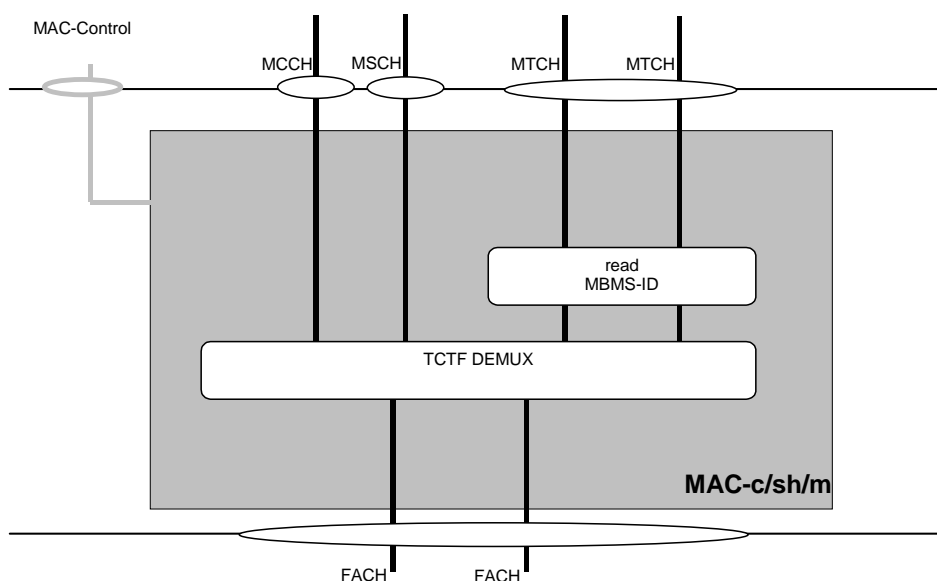 MAC-Control
MCCH
MSCH
MTCH
MTCH
read
MBMS-ID
TCTF DEMUX
MAC-c/sh/m
FACH
FACH